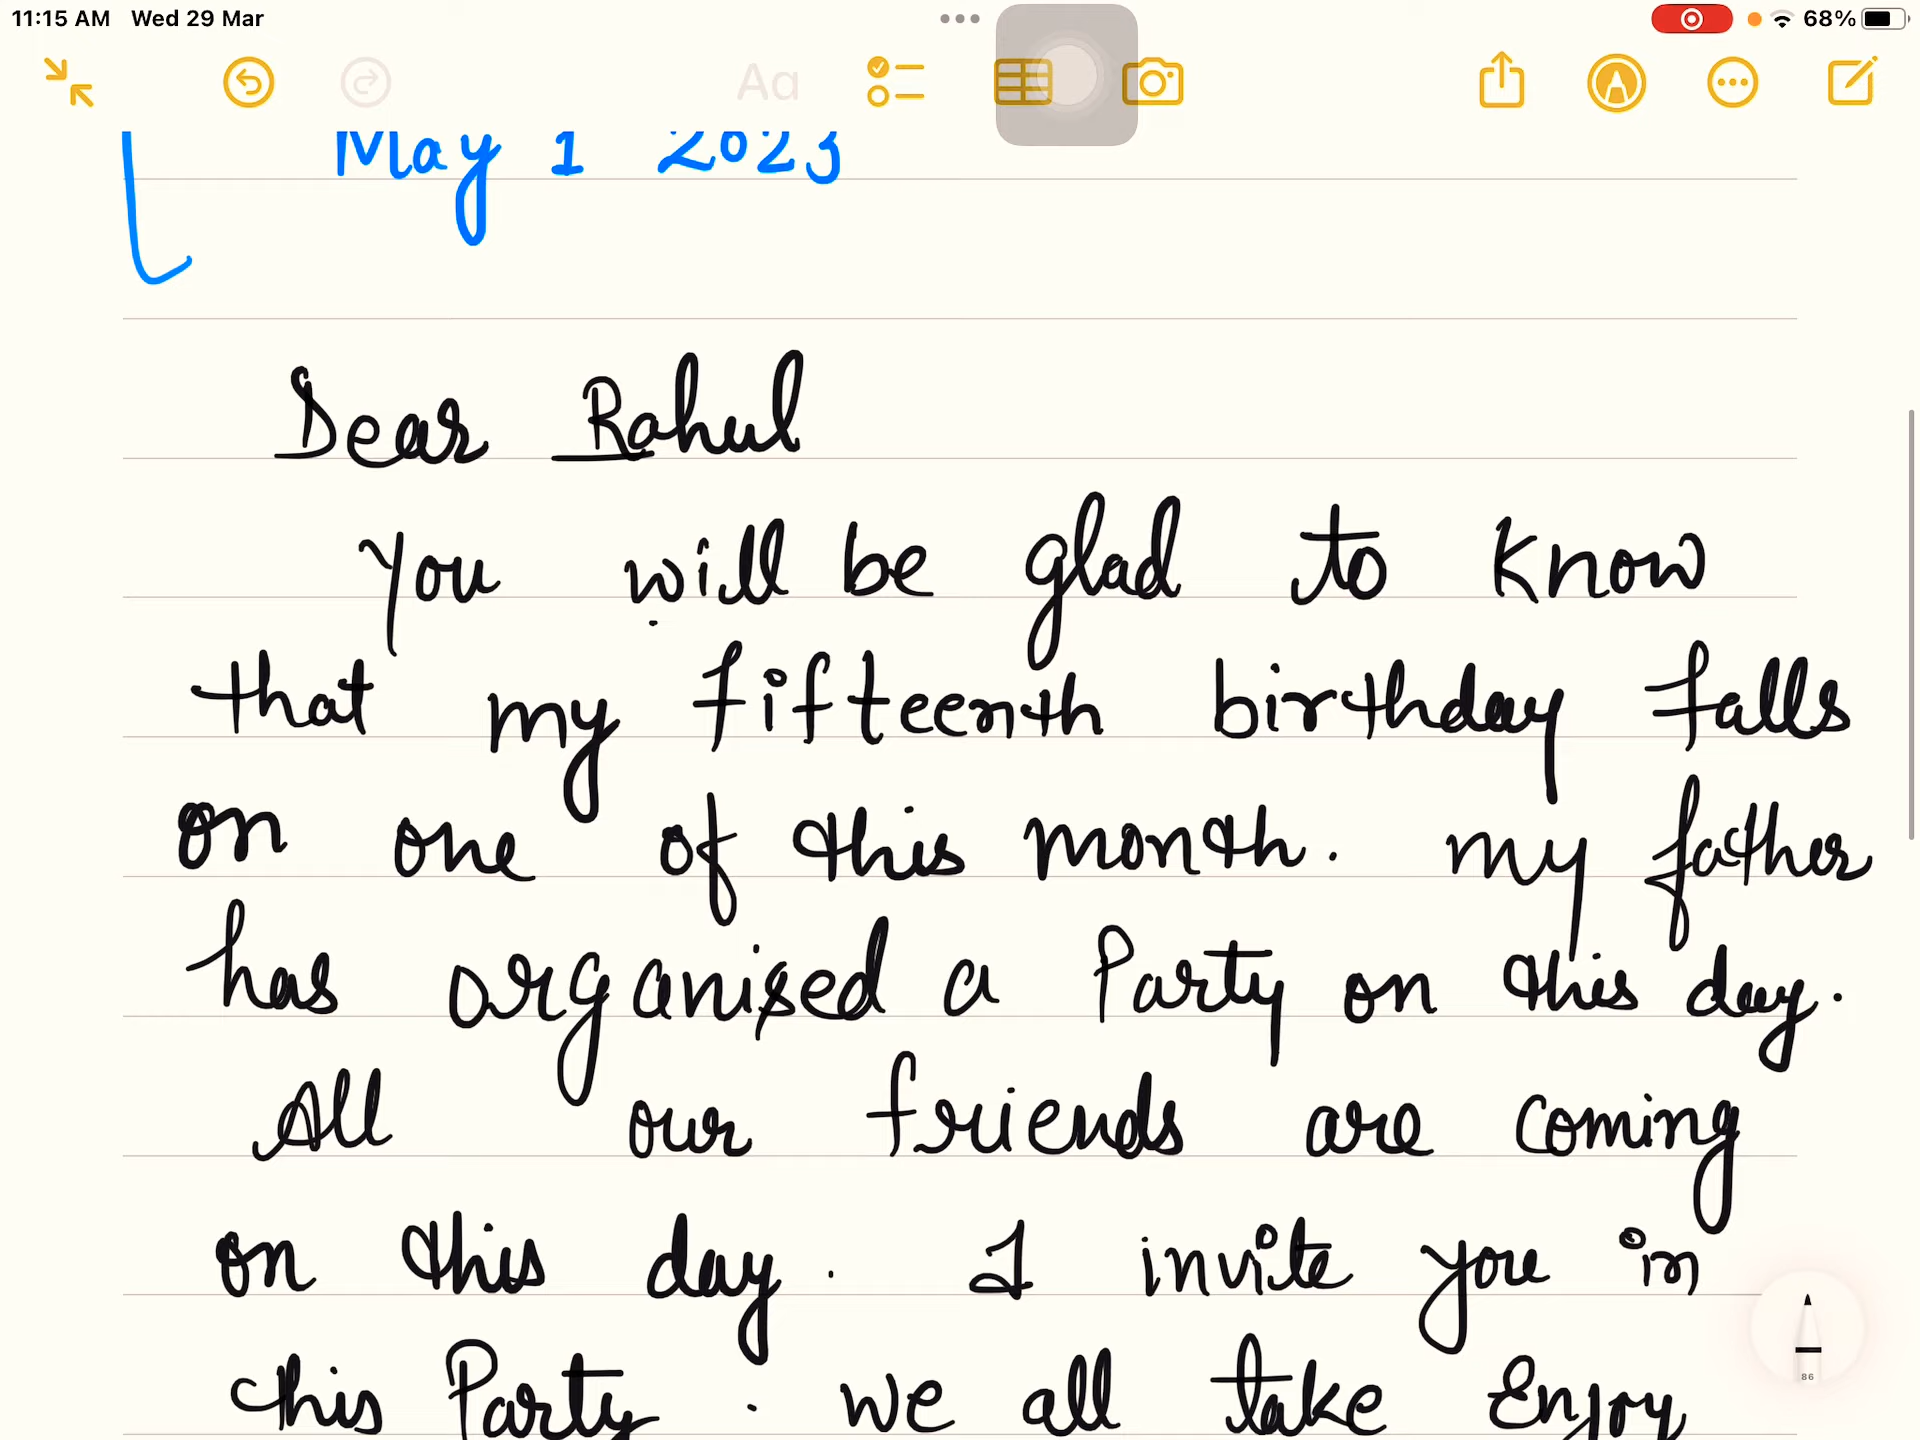 11:15 AM Wed 29 Mar
68%
Aa
May 1 2023
Dear Rahul
You will be glad to know
that my fifteenth birthday falls
on one of this month. my father
has organised a Party on this day.
All our friends are coming
on this day. I invite you in
this Party. we all take Enjoy
86